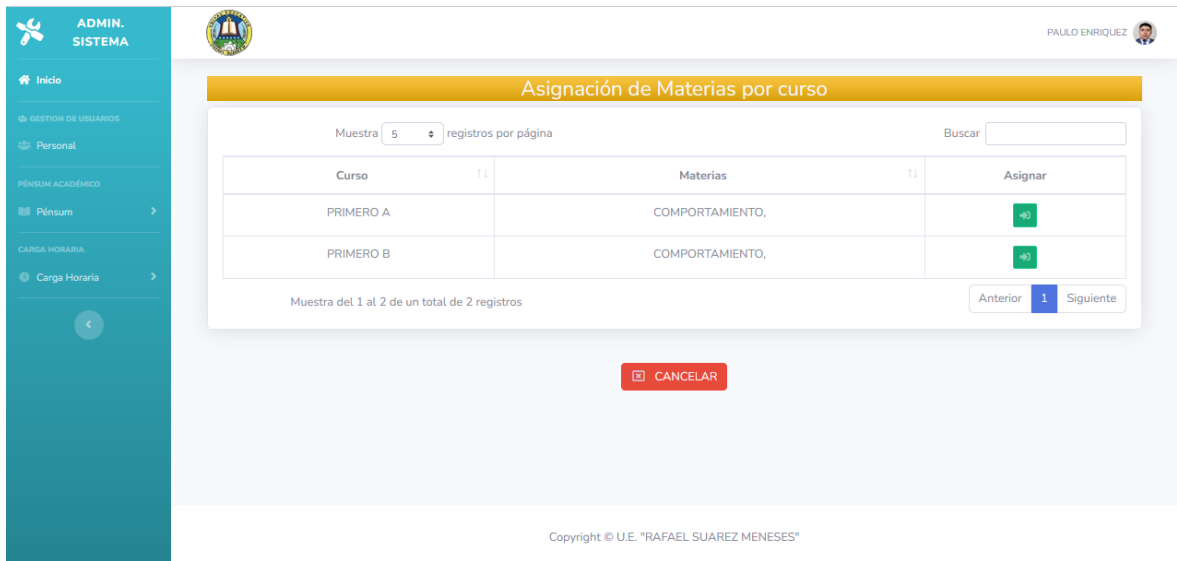 ADMIN.
SISTEMA
PAULO ENRIQUEZ
Inicio
GESTION DE USUARIOS
Personal
PÉNSUM ACADÉMICO
Pénsum
CARGA HORARIA
Carga Horaria
Asignación de Materias por curso
Muestra 5 registros por página
Buscar
Curso Materias Asignar
PRIMERO A COMPORTAMIENTO,
PRIMERO B COMPORTAMIENTO,
Muestra del 1 al 2 de un total de 2 registros
Anterior 1 Siguiente
CANCELAR
Copyright © U.E. "RAFAEL SUAREZ MENESES"